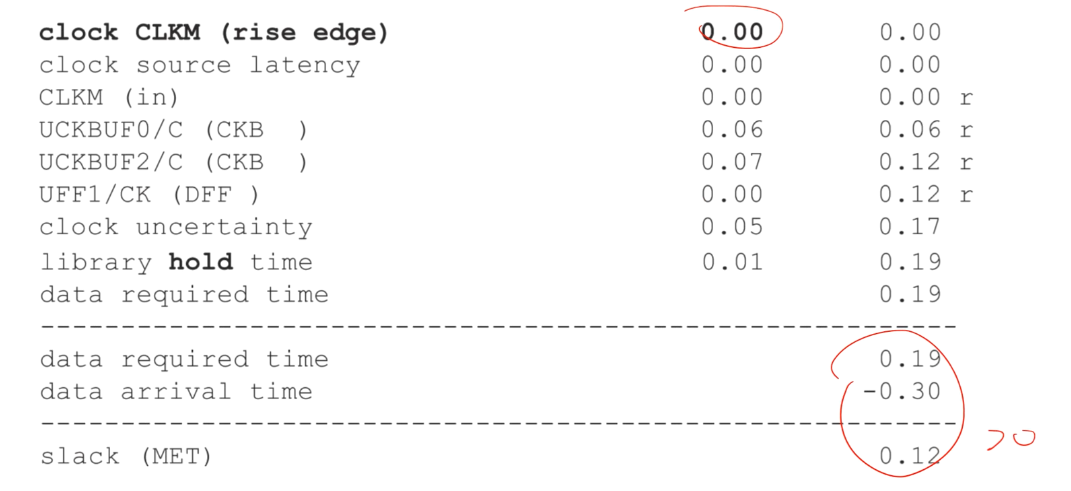 clock CLKM (rise edge) 0.00 0.00
clock source latency 0.00 0.00
CLKM (in) 0.00 0.00 r
UCKBUF0/C (CKB ) 0.06 0.06 r
UCKBUF2/C (CKB ) 0.07 0.12 r
UFF1/CK (DFF ) 0.00 0.12 r
clock uncertainty 0.05 0.17
library hold time 0.01 0.19
data required time 0.19
------------------------------------------------------------
data required time 0.19
data arrival time -0.30
------------------------------------------------------------
slack (MET) 0.12 >0